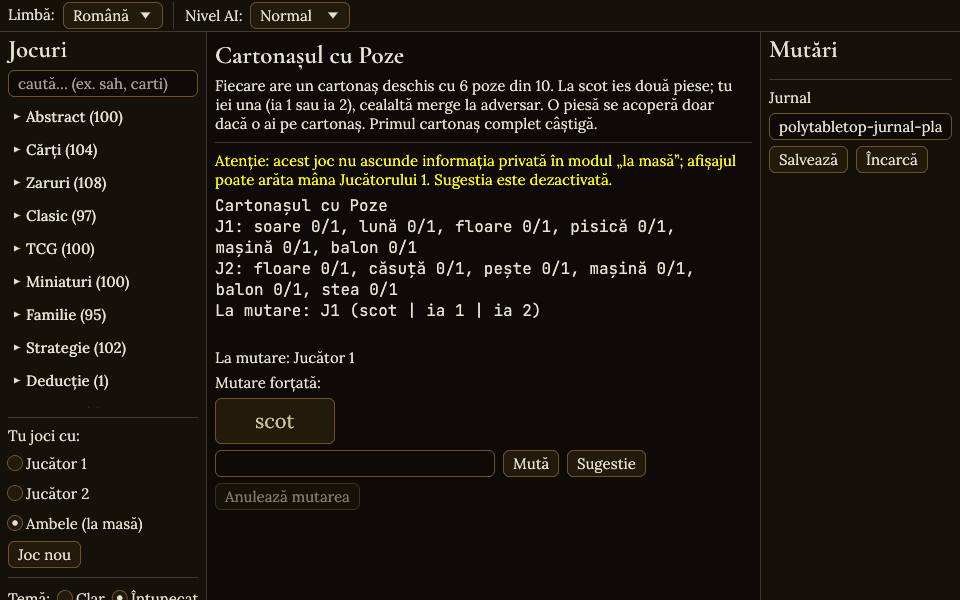 Limbă: Română ▼ Nivel AI: Normal ▼
Jocuri
caută... (ex. sah, carti)
▸ Abstract (100)
▸ Cărți (104)
▸ Zaruri (108)
▸ Clasic (97)
▸ TCG (100)
▸ Miniaturi (100)
▸ Familie (95)
▸ Strategie (102)
▸ Deducție (1)
Tu joci cu:
Jucător 1
Jucător 2
Ambele (la masă)
Joc nou
Temă: Clar Întunecat
Cartonașul cu Poze
Fiecare are un cartonaș deschis cu 6 poze din 10. La scot ies două piese; tu
iei una (ia 1 sau ia 2), cealaltă merge la adversar. O piesă se acoperă doar
dacă o ai pe cartonaș. Primul cartonaș complet câștigă.
Atenție: acest joc nu ascunde informația privată în modul „la masă”; afișajul
poate arăta mâna Jucătorului 1. Sugestia este dezactivată.
Cartonașul cu Poze
J1: soare 0/1, lună 0/1, floare 0/1, pisică 0/1,
mașină 0/1, balon 0/1
J2: floare 0/1, căsuță 0/1, pește 0/1, mașină 0/1,
balon 0/1, stea 0/1
La mutare: J1 (scot | ia 1 | ia 2)
La mutare: Jucător 1
Mutare forțată:
scot
Mută Sugestie
Anulează mutarea
Mutări
Jurnal
polytabletop-jurnal-pla
Salvează Încarcă